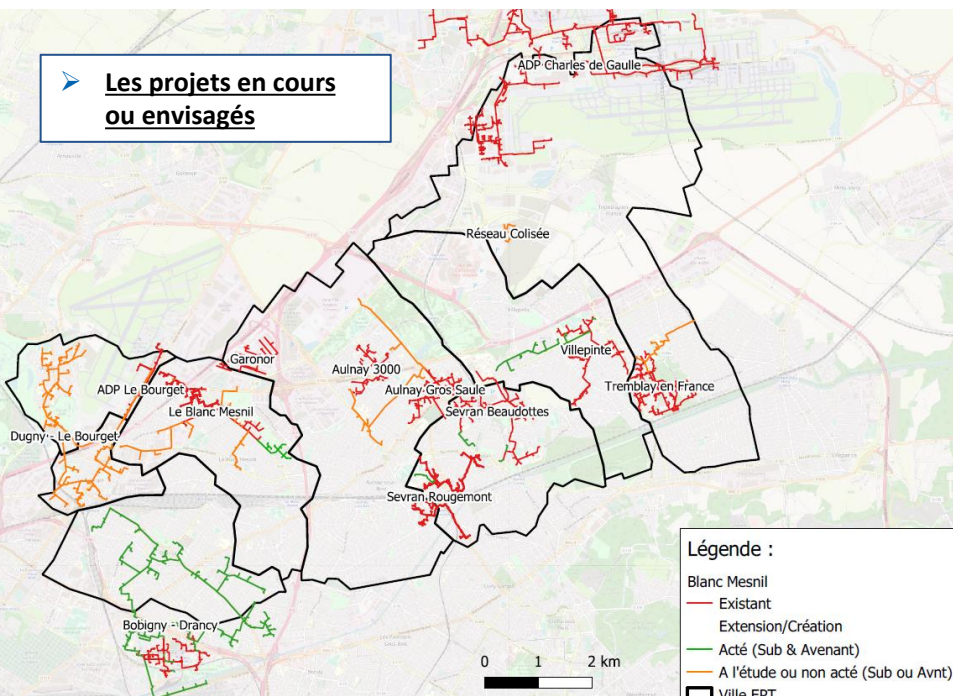 ➢ Les projets en cours
ou envisagés
ADP Charles de Gaulle
Réseau Colisée
Garonor
Aulnay 3000
Villepinte
ADP Le Bourget
Aulnay Gros Saule
Tremblay en France
Le Blanc Mesnil
Sevran Beaudottes
Dugny - Le Bourget
Sevran Rougemont
Bobigny - Drancy
0 1 2 km
Légende :
Blanc Mesnil
Existant
Extension/Création
Acté (Sub & Avenant)
A l'étude ou non acté (Sub ou Avnt)
Ville EPT